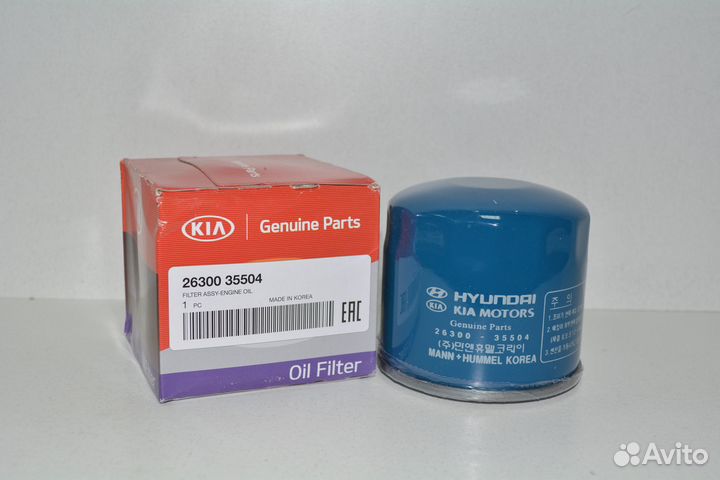 KIA
Genuine Parts
26300 35504
FILTER ASSY-ENGINE OIL
1 PC
MADE IN KOREA
EAC
Oil Filter
HYUNDAI
KIA
KIA MOTORS
Genuine Parts
26300 - 35504
(주)만앤휴멜코리아
MANN+HUMMEL KOREA
주 의
Avito